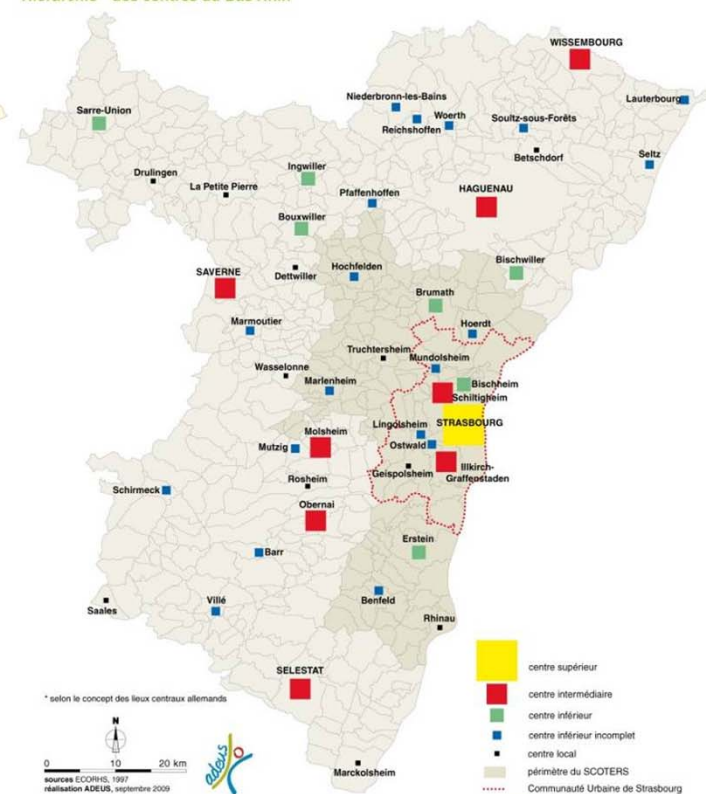 WISSEMBOURG
Niederbronn-les-Bains
Lauterbourg
Sarre-Union
Woerth
Soultz-sous-Forêts
Reichshoffen
Betschdorf
Seltz
Ingwiller
Drulingen
La Petite Pierre
HAGUENAU
Pfaffenhoffen
Bouxwiller
Bischwiller
Hochfelden
SAVERNE
Dettwiller
Brumath
Marmoutier
Hoerdt
Truchtersheim
Mundolsheim
Wasselonne
Marlenheim
Bischheim
Schiltigheim
Lingolsheim
STRASBOURG
Molsheim
Mutzig
Ostwald
Geispolsheim
Illkirch-
Graffenstaden
Rosheim
Schirmeck
Obernai
Erstein
Barr
Saales
Villé
Benfeld
Rhinau
SELESTAT
centre supérieur
* selon le concept des lieux centraux allemands
centre intermédiaire
centre inférieur
N
centre inférieur incomplet
centre local
0 10 20 km
adeus
Marckolsheim
périmètre du SCOTERS
sources ECORHS, 1997
réalisation ADEUS, septembre 2009
Communauté Urbaine de Strasbourg